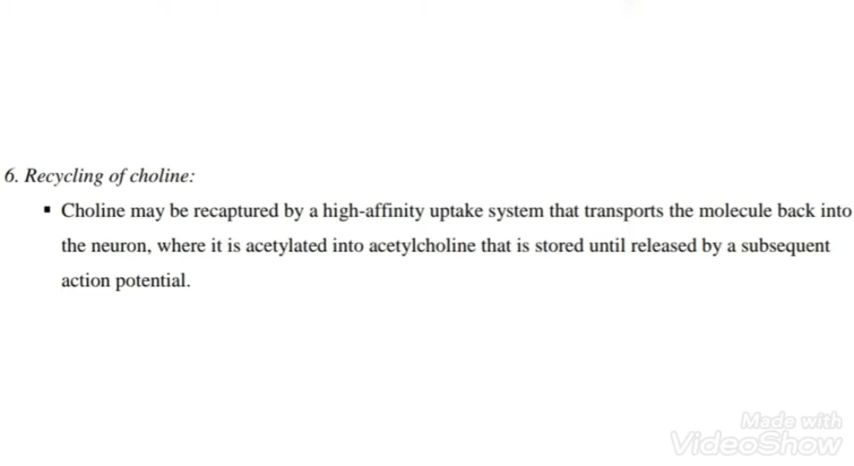 6. Recycling of choline:
▪ Choline may be recaptured by a high-affinity uptake system that transports the molecule back into
the neuron, where it is acetylated into acetylcholine that is stored until released by a subsequent
action potential.
Made with
VideoShow